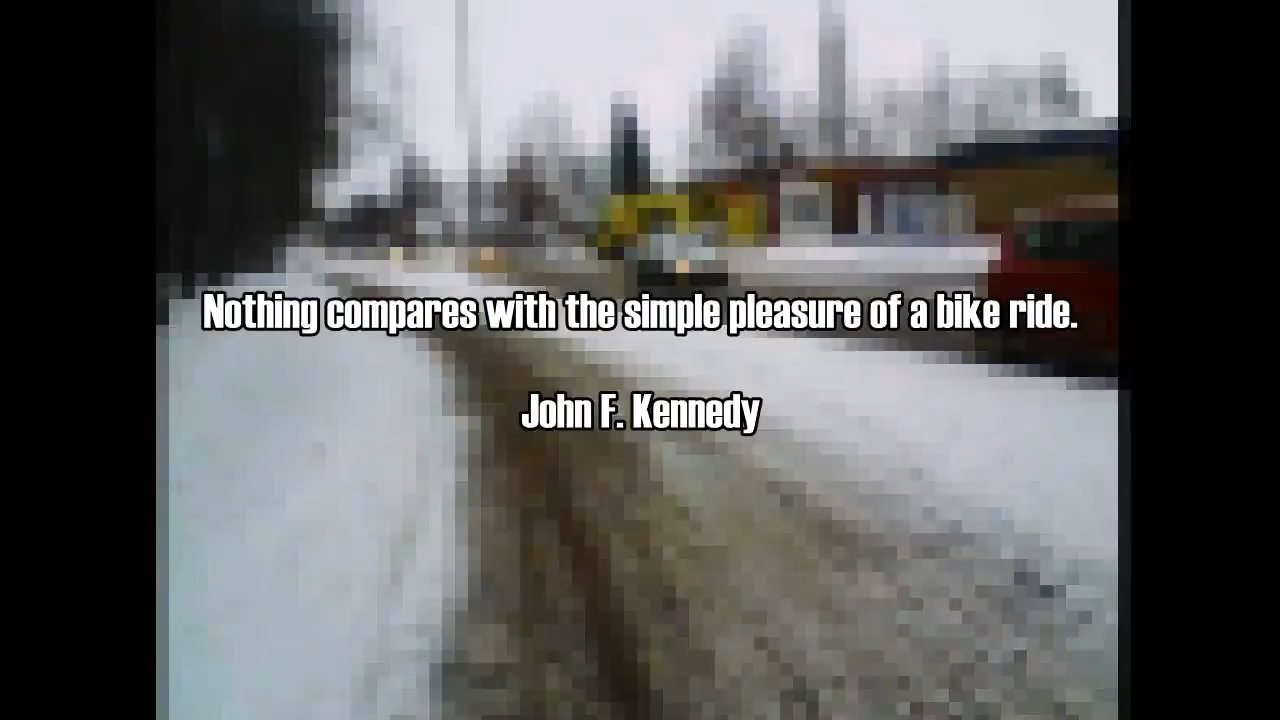 Nothing compares with the simple pleasure of a bike ride.
John F. Kennedy